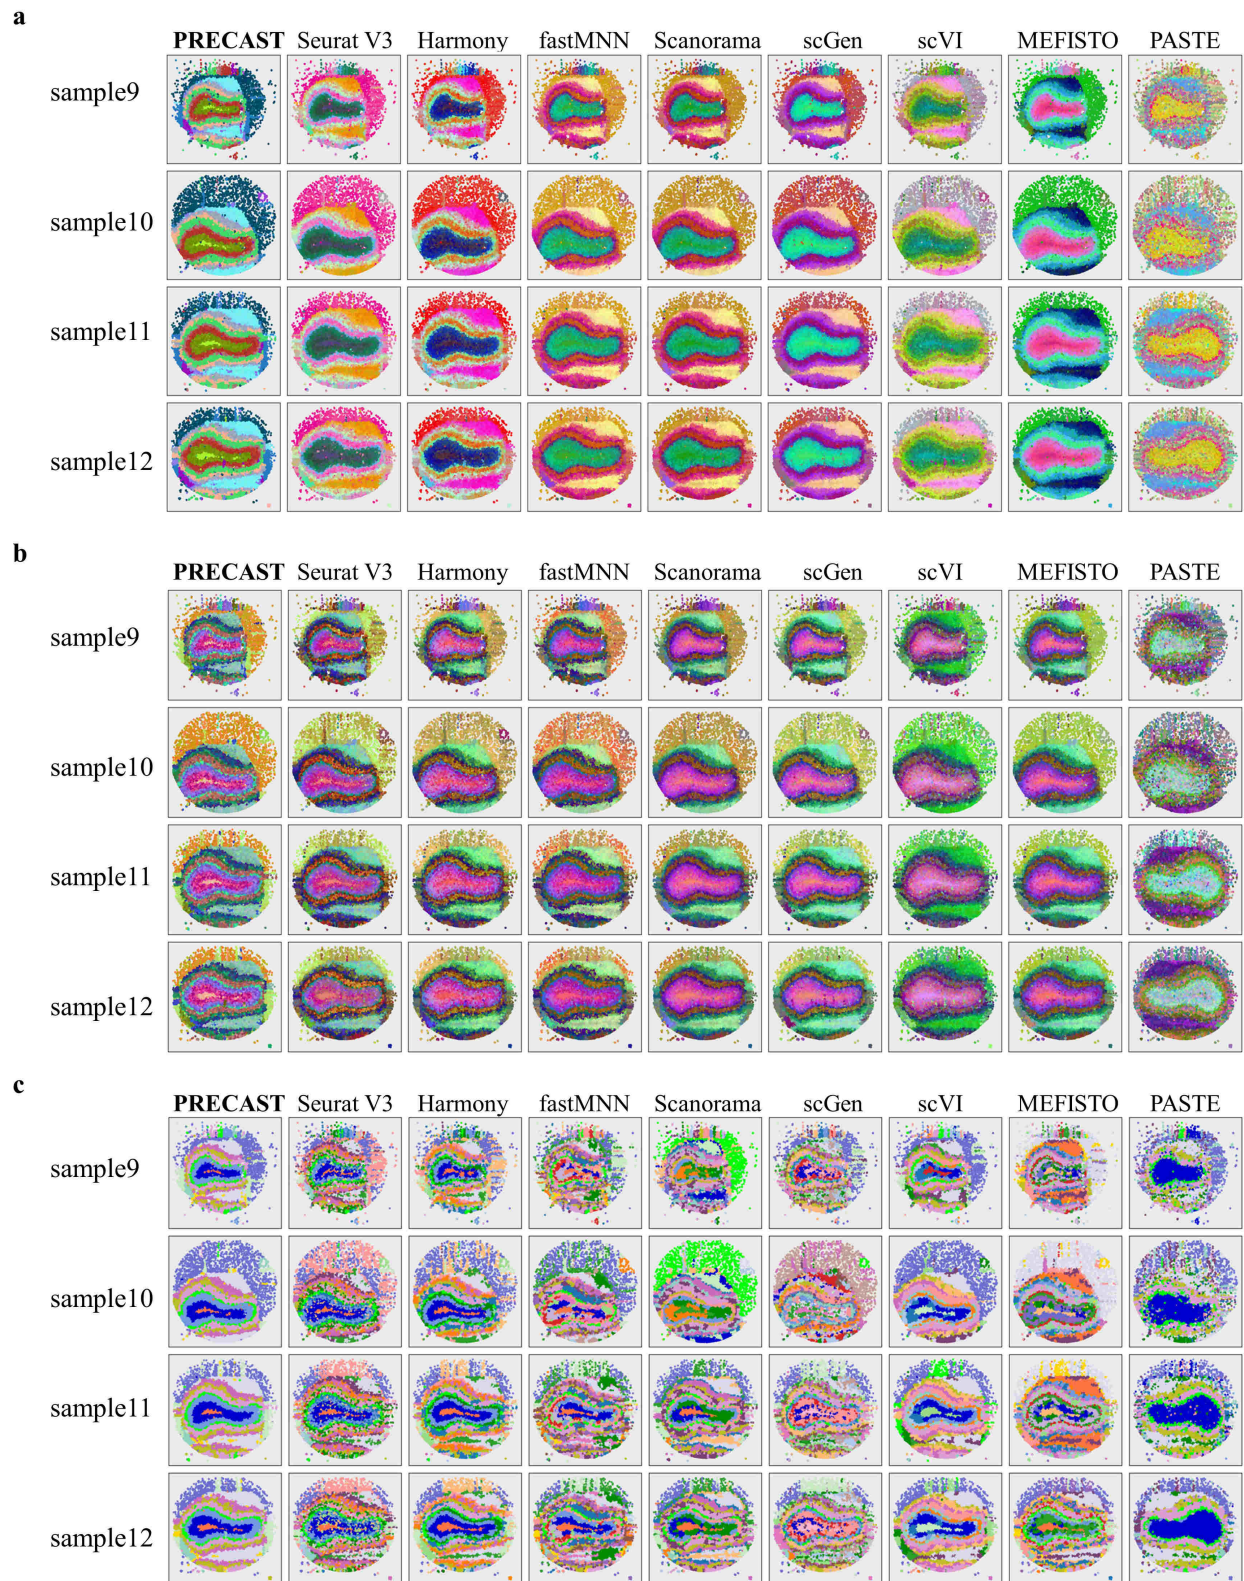 a
PRECAST Seurat V3 Harmony fastMNN Scanorama scGen scVI MEFISTO PASTE
sample9
sample10
sample11
sample12
b
PRECAST Seurat V3 Harmony fastMNN Scanorama scGen scVI MEFISTO PASTE
sample9
sample10
sample11
sample12
c
PRECAST Seurat V3 Harmony fastMNN Scanorama scGen scVI MEFISTO PASTE
sample9
sample10
sample11
sample12